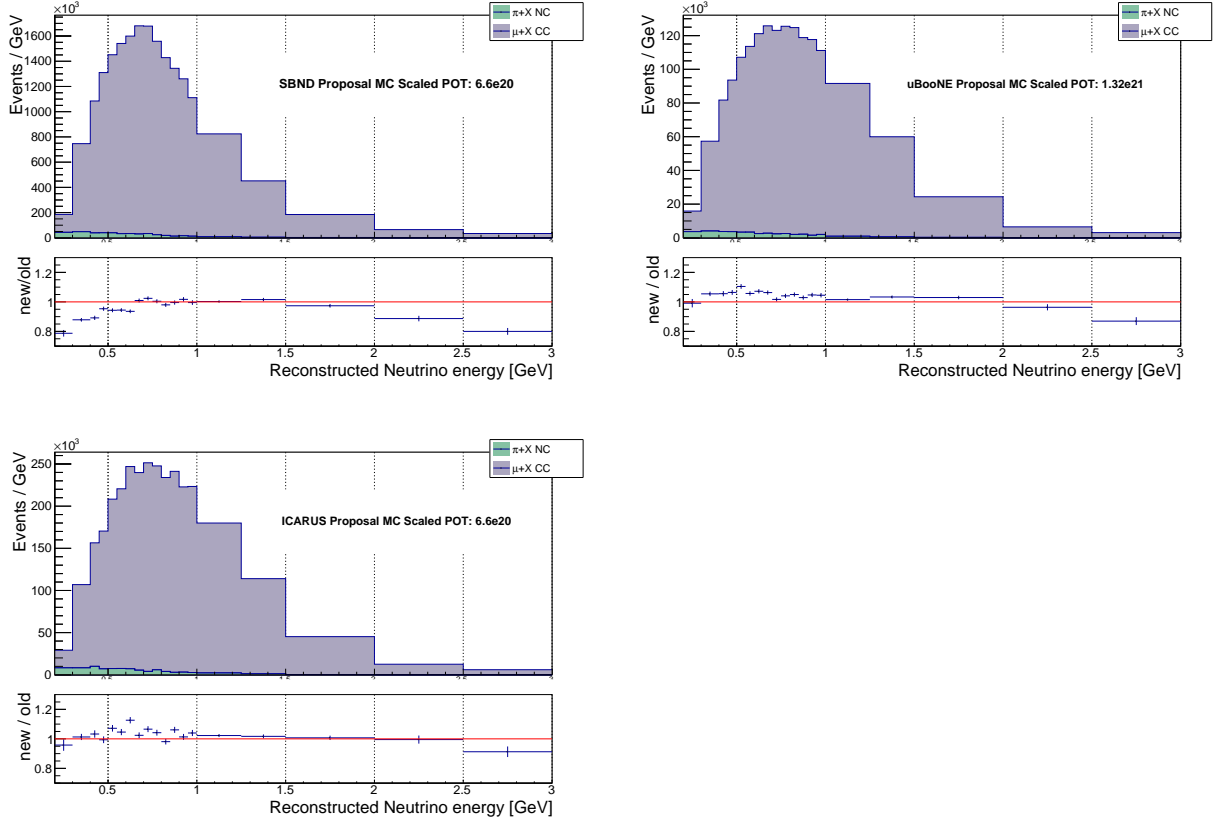 ×10³
π+X NC
μ+X CC
SBND Proposal MC Scaled POT: 6.6e20
Events / GeV
1600
1400
1200
1000
800
600
400
200
0
new/old
1.2
1
0.8
0.5 1 1.5 2 2.5 3
Reconstructed Neutrino energy [GeV]
×10³
π+X NC
μ+X CC
uBooNE Proposal MC Scaled POT: 1.32e21
Events / GeV
120
100
80
60
40
20
0
new / old
1.2
1
0.8
0.5 1 1.5 2 2.5 3
Reconstructed Neutrino energy [GeV]
×10³
π+X NC
μ+X CC
ICARUS Proposal MC Scaled POT: 6.6e20
Events / GeV
250
200
150
100
50
0
new / old
1.2
1
0.8
0.5 1 1.5 2 2.5 3
Reconstructed Neutrino energy [GeV]